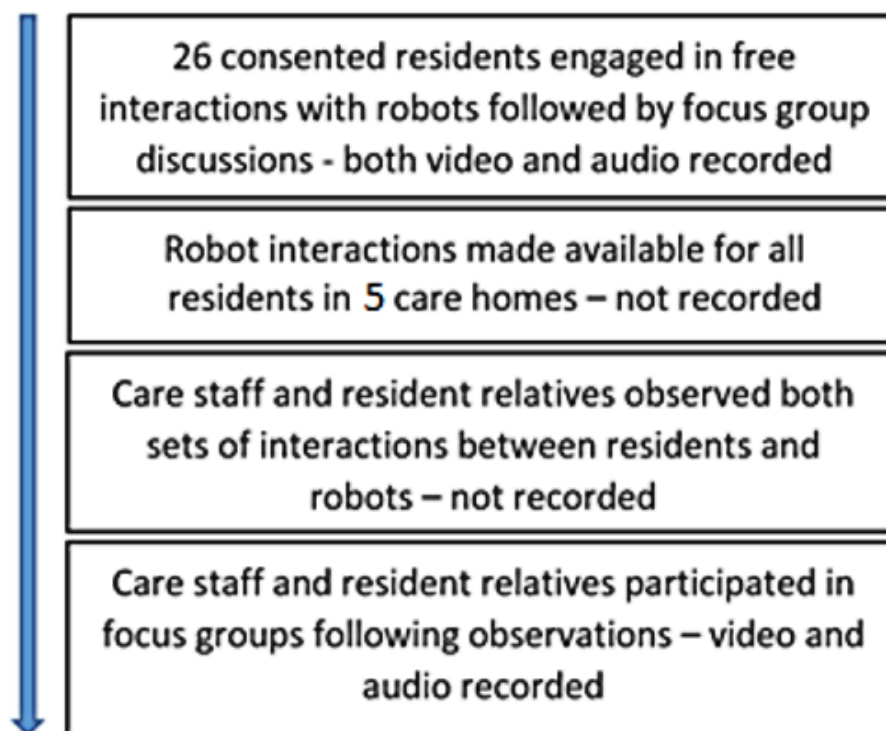 26 consented residents engaged in free
interactions with robots followed by focus group
discussions - both video and audio recorded
Robot interactions made available for all
residents in 5 care homes – not recorded
Care staff and resident relatives observed both
sets of interactions between residents and
robots – not recorded
Care staff and resident relatives participated in
focus groups following observations – video and
audio recorded